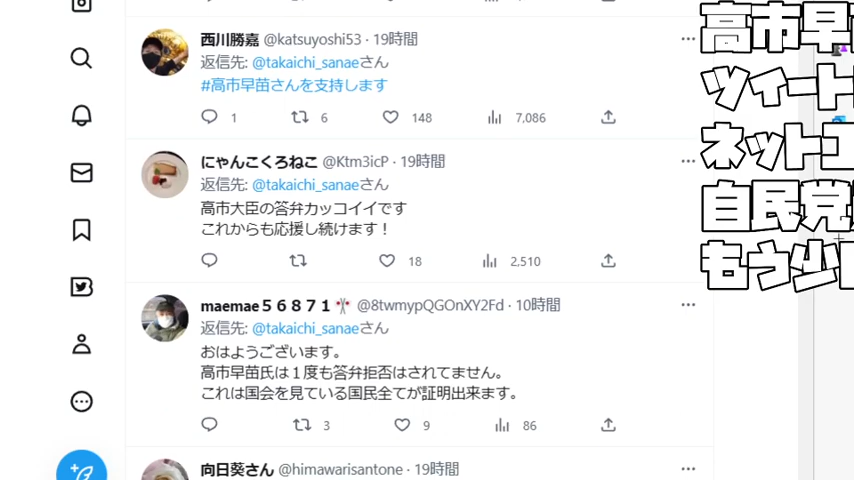 西川勝嘉 @katsuyoshi53 · 19時間
返信先: @takaichi_sanaeさん
#高市早苗さんを支持します
1 6 148 7,086
にゃんこくろねこ @Ktm3icP · 19時間
返信先: @takaichi_sanaeさん
高市大臣の答弁カッコイイです
これからも応援し続けます！
18 2,510
maemae５６８７１🎌 @8twmypQGOnXY2Fd · 10時間
返信先: @takaichi_sanaeさん
おはようございます。
高市早苗氏は１度も答弁拒否はされてません。
これは国会を見ている国民全てが証明出来ます。
3 9 86
向日葵さん @himawarisantone · 19時間
高市早
ツイート
ネット
自民党
もう少し